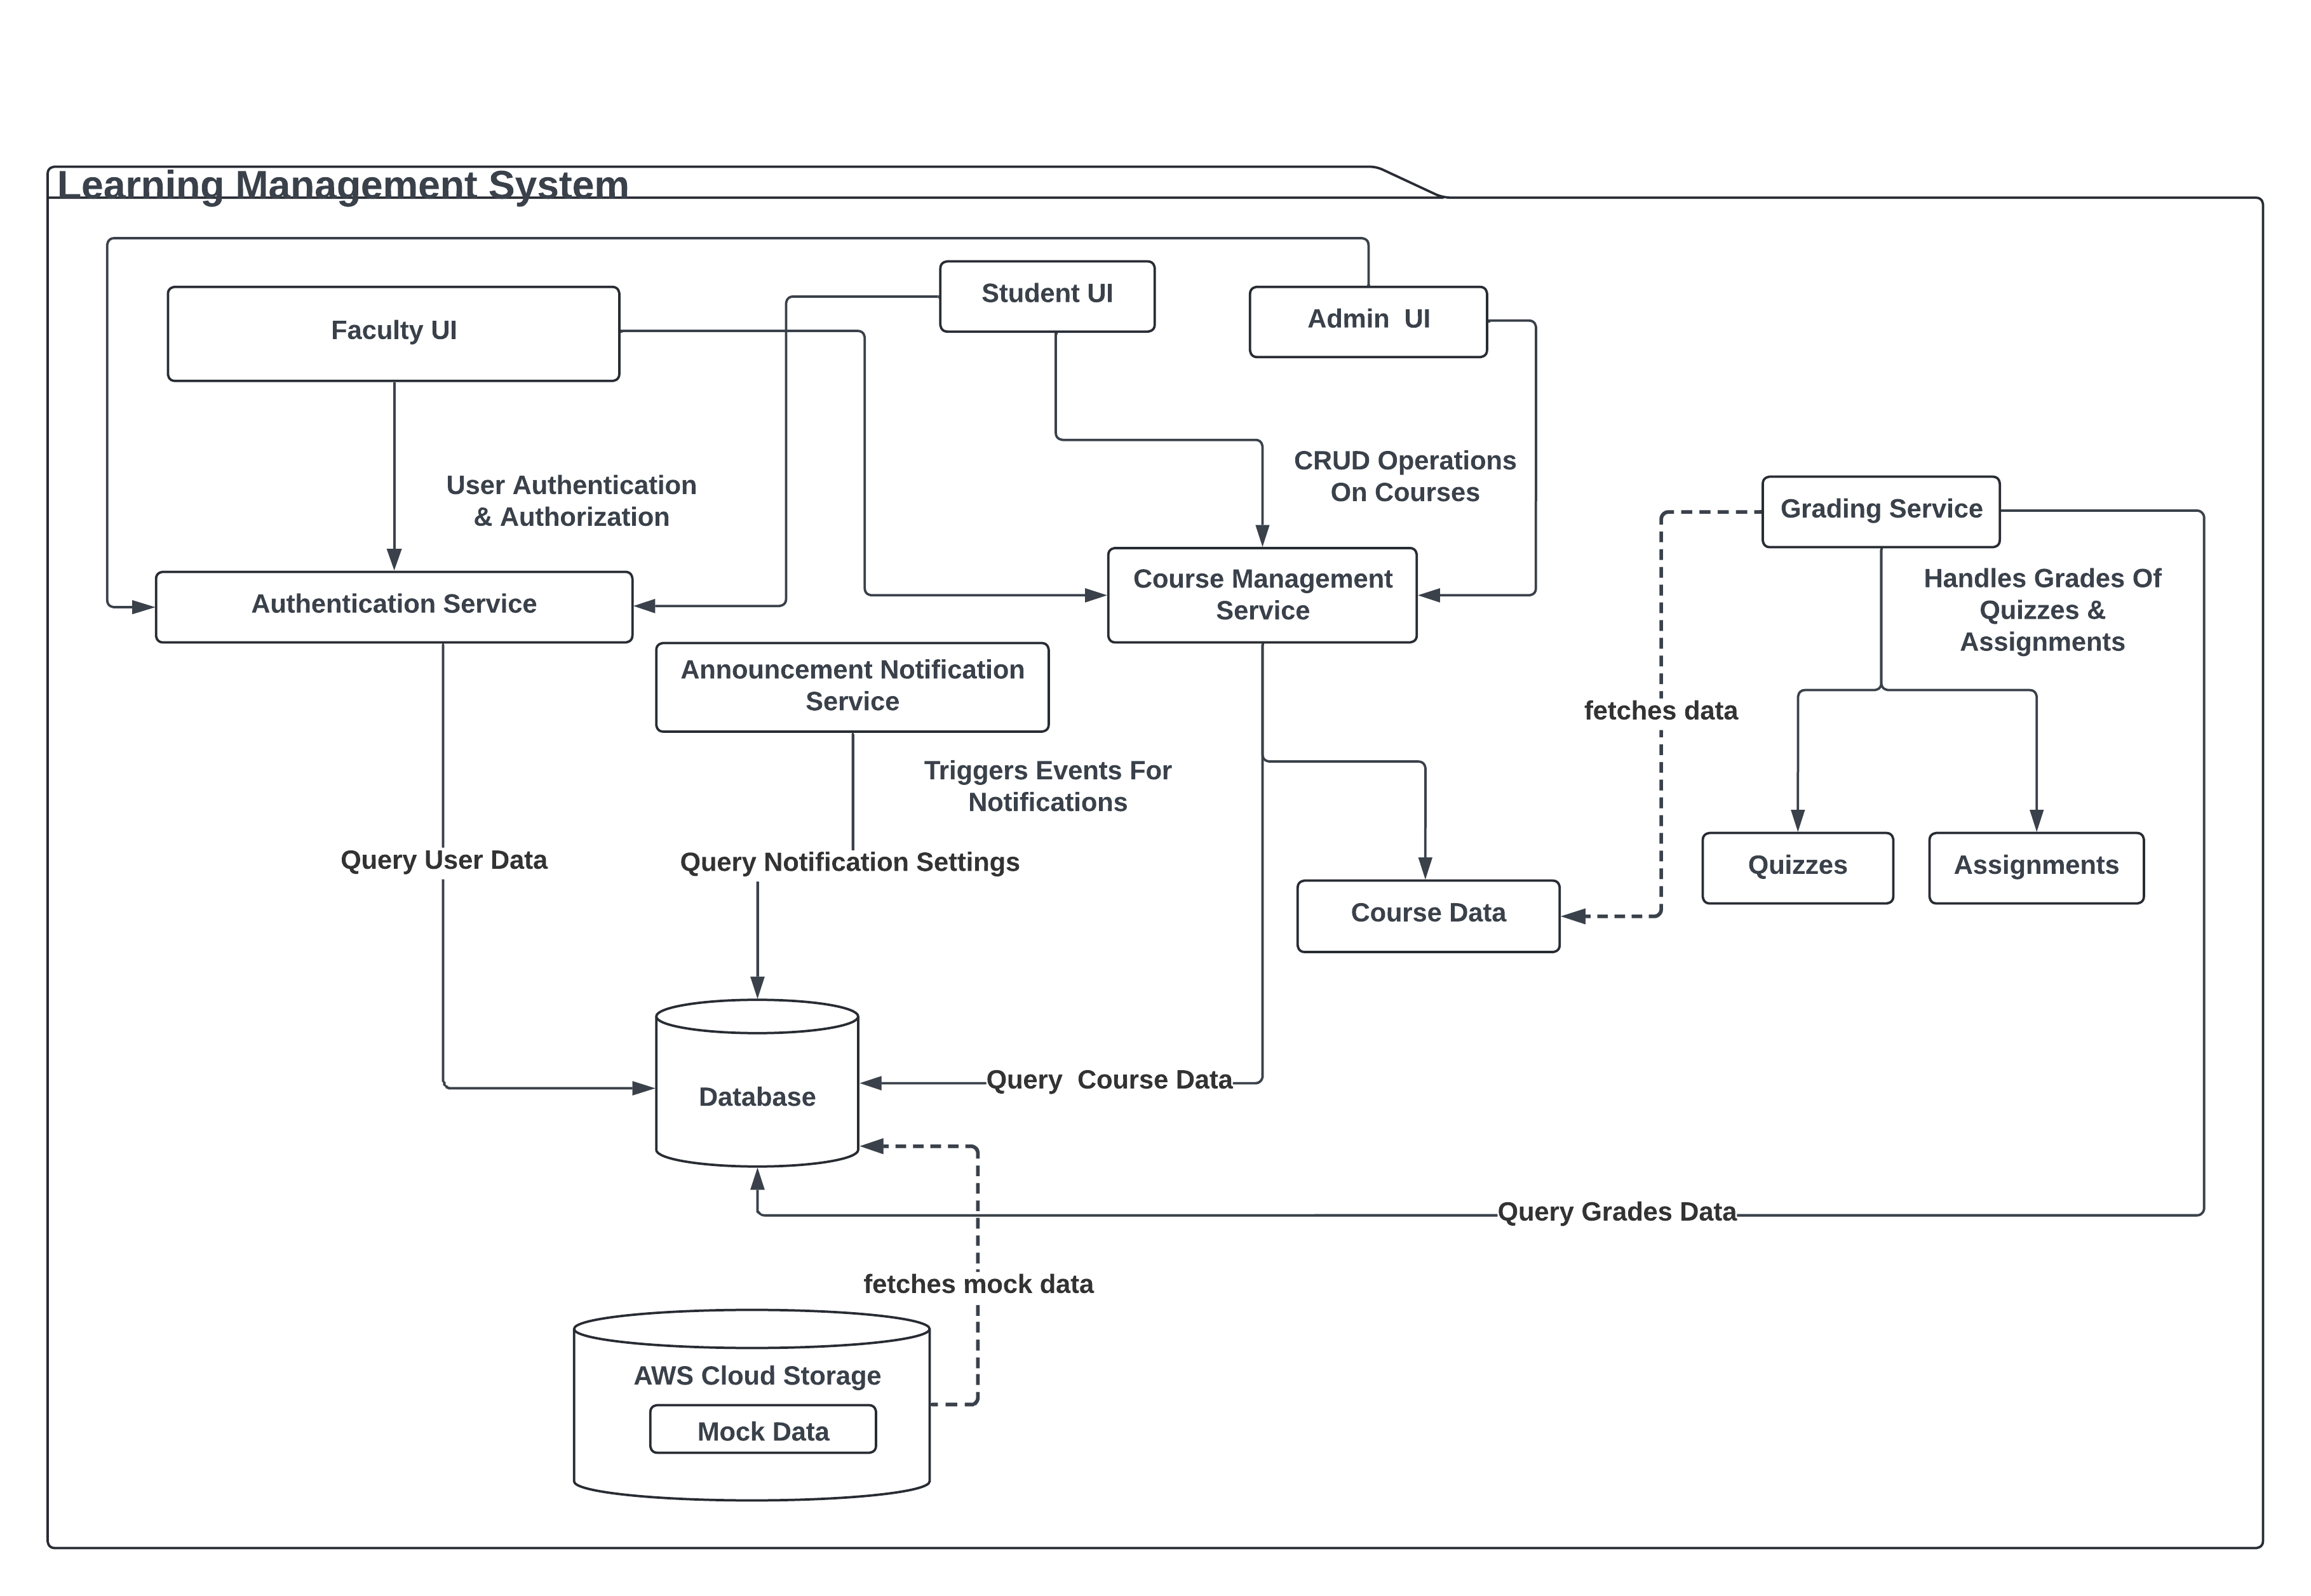 Learning Management System
Student UI
Admin  UI
Faculty UI
CRUD Operations
On Courses
User Authentication
& Authorization
Grading Service
Authentication Service
Course Management
Service
Handles Grades Of
Quizzes &
Assignments
Announcement Notification
Service
fetches data
Triggers Events For
Notifications
Query User Data
Query Notification Settings
Quizzes
Assignments
Course Data
Database
Query  Course Data
Query Grades Data
fetches mock data
AWS Cloud Storage
Mock Data